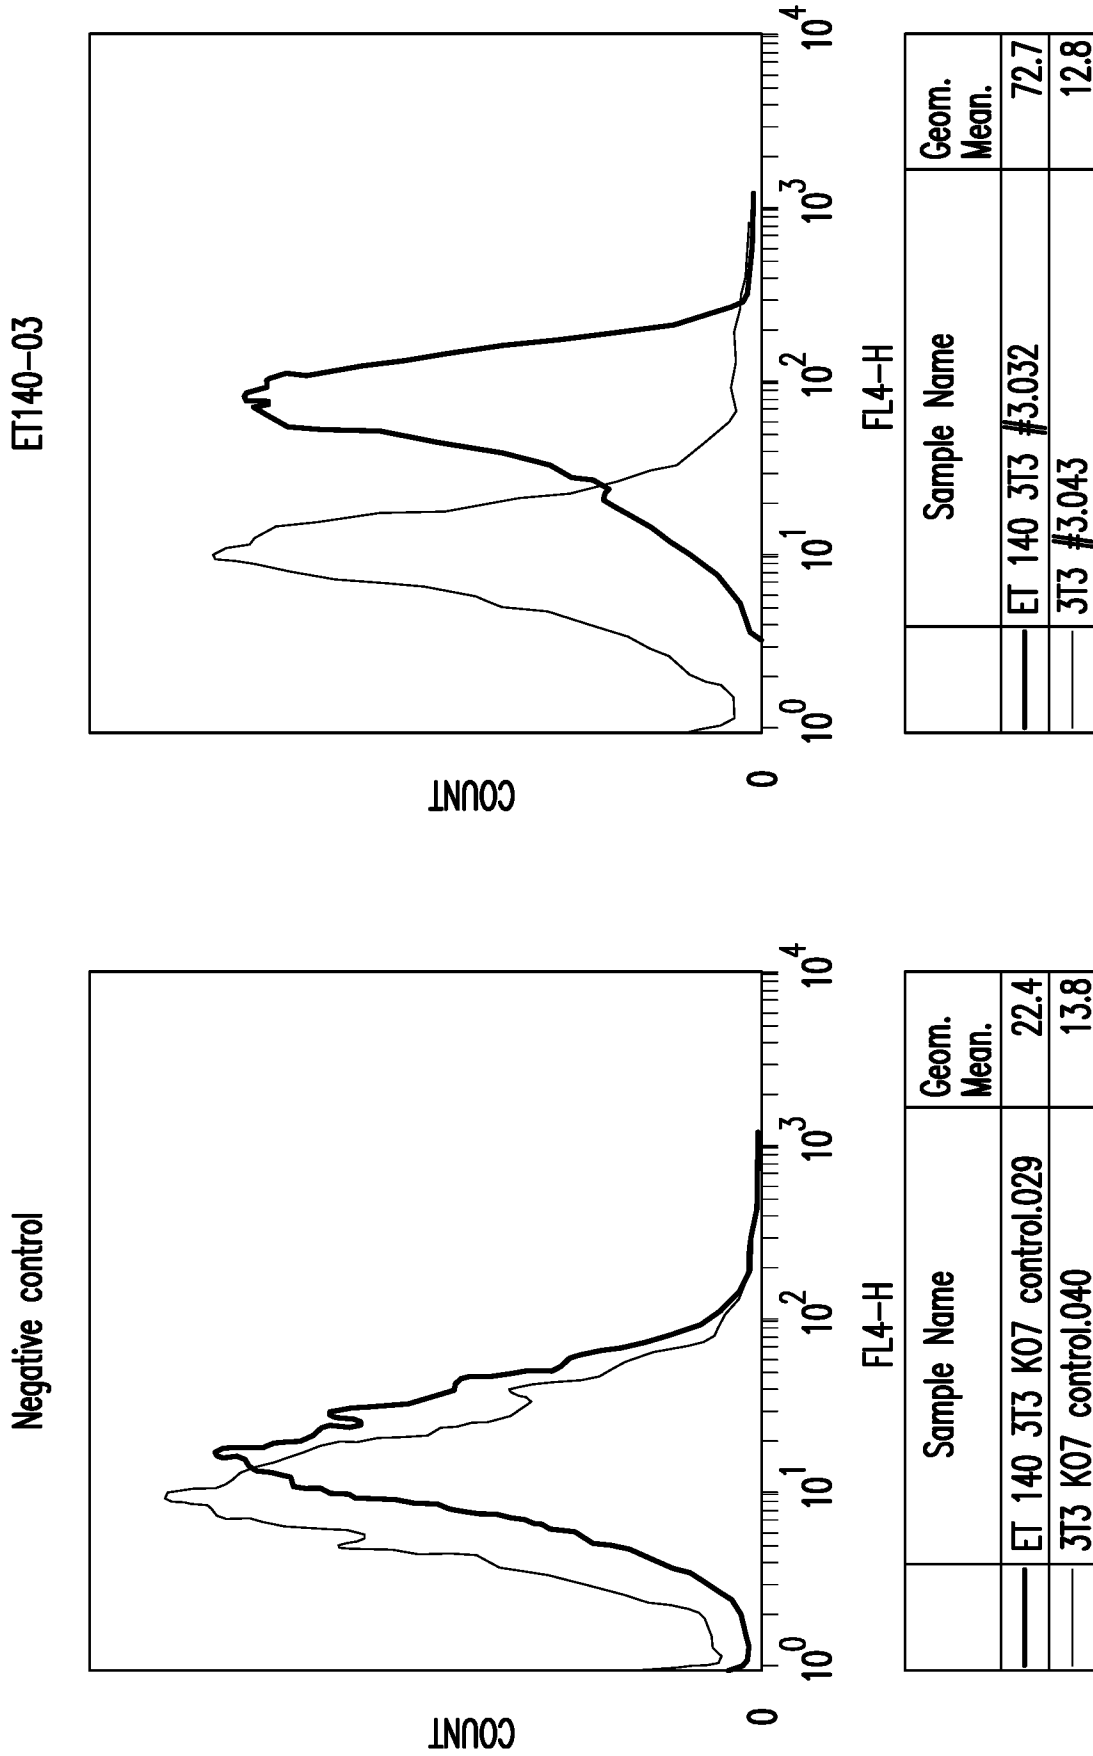 Negative control
COUNT
0
10^0 10^1 10^2 10^3 10^4
FL4-H
Sample Name Geom. Mean.
ET 140 3T3 K07 control.029 22.4
3T3 K07 control.040 13.8
ET140-03
COUNT
0
10^0 10^1 10^2 10^3 10^4
FL4-H
Sample Name Geom. Mean.
ET 140 3T3 #3.032 72.7
3T3 #3.043 12.8